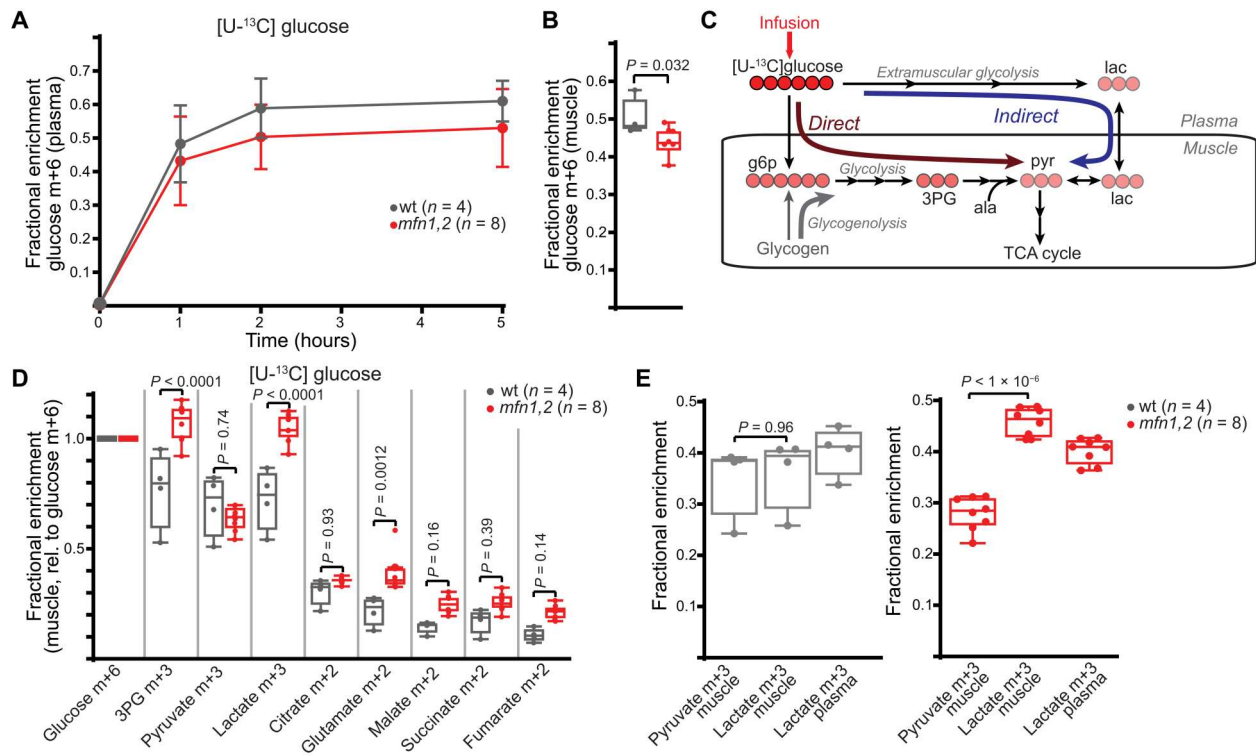 A
[U-¹³C] glucose
Fractional enrichment
glucose m+6 (plasma)
0.7
0.6
0.5
0.4
0.3
0.2
0.1
0
1
2
3
4
5
Time (hours)
wt (n = 4)
mfn1,2 (n = 8)
B
Fractional enrichment
glucose m+6 (muscle)
P = 0.032
0.6
0.5
0.4
0.3
0.2
0.1
C
Infusion
[U-¹³C]glucose
Extramuscular glycolysis
lac
Direct
Indirect
Plasma
Muscle
g6p
Glycolysis
3PG
ala
pyr
lac
Glycogenolysis
Glycogen
TCA cycle
D
[U-¹³C] glucose
Fractional enrichment
(muscle, rel. to glucose m+6)
1.0
0.5
P < 0.0001
P = 0.74
P < 0.0001
P = 0.93
P = 0.0012
P = 0.16
P = 0.39
P = 0.14
wt (n = 4)
mfn1,2 (n = 8)
Glucose m+6
3PG m+3
Pyruvate m+3
Lactate m+3
Citrate m+2
Glutamate m+2
Malate m+2
Succinate m+2
Fumarate m+2
E
Fractional enrichment
0.5
0.4
0.3
0.2
0.1
P = 0.96
Pyruvate m+3
muscle
Lactate m+3
muscle
Lactate m+3
plasma
Fractional enrichment
0.5
0.4
0.3
0.4
0.1
P < 1 × 10⁻⁶
wt (n = 4)
mfn1,2 (n = 8)
Pyruvate m+3
muscle
Lactate m+3
muscle
Lactate m+3
plasma